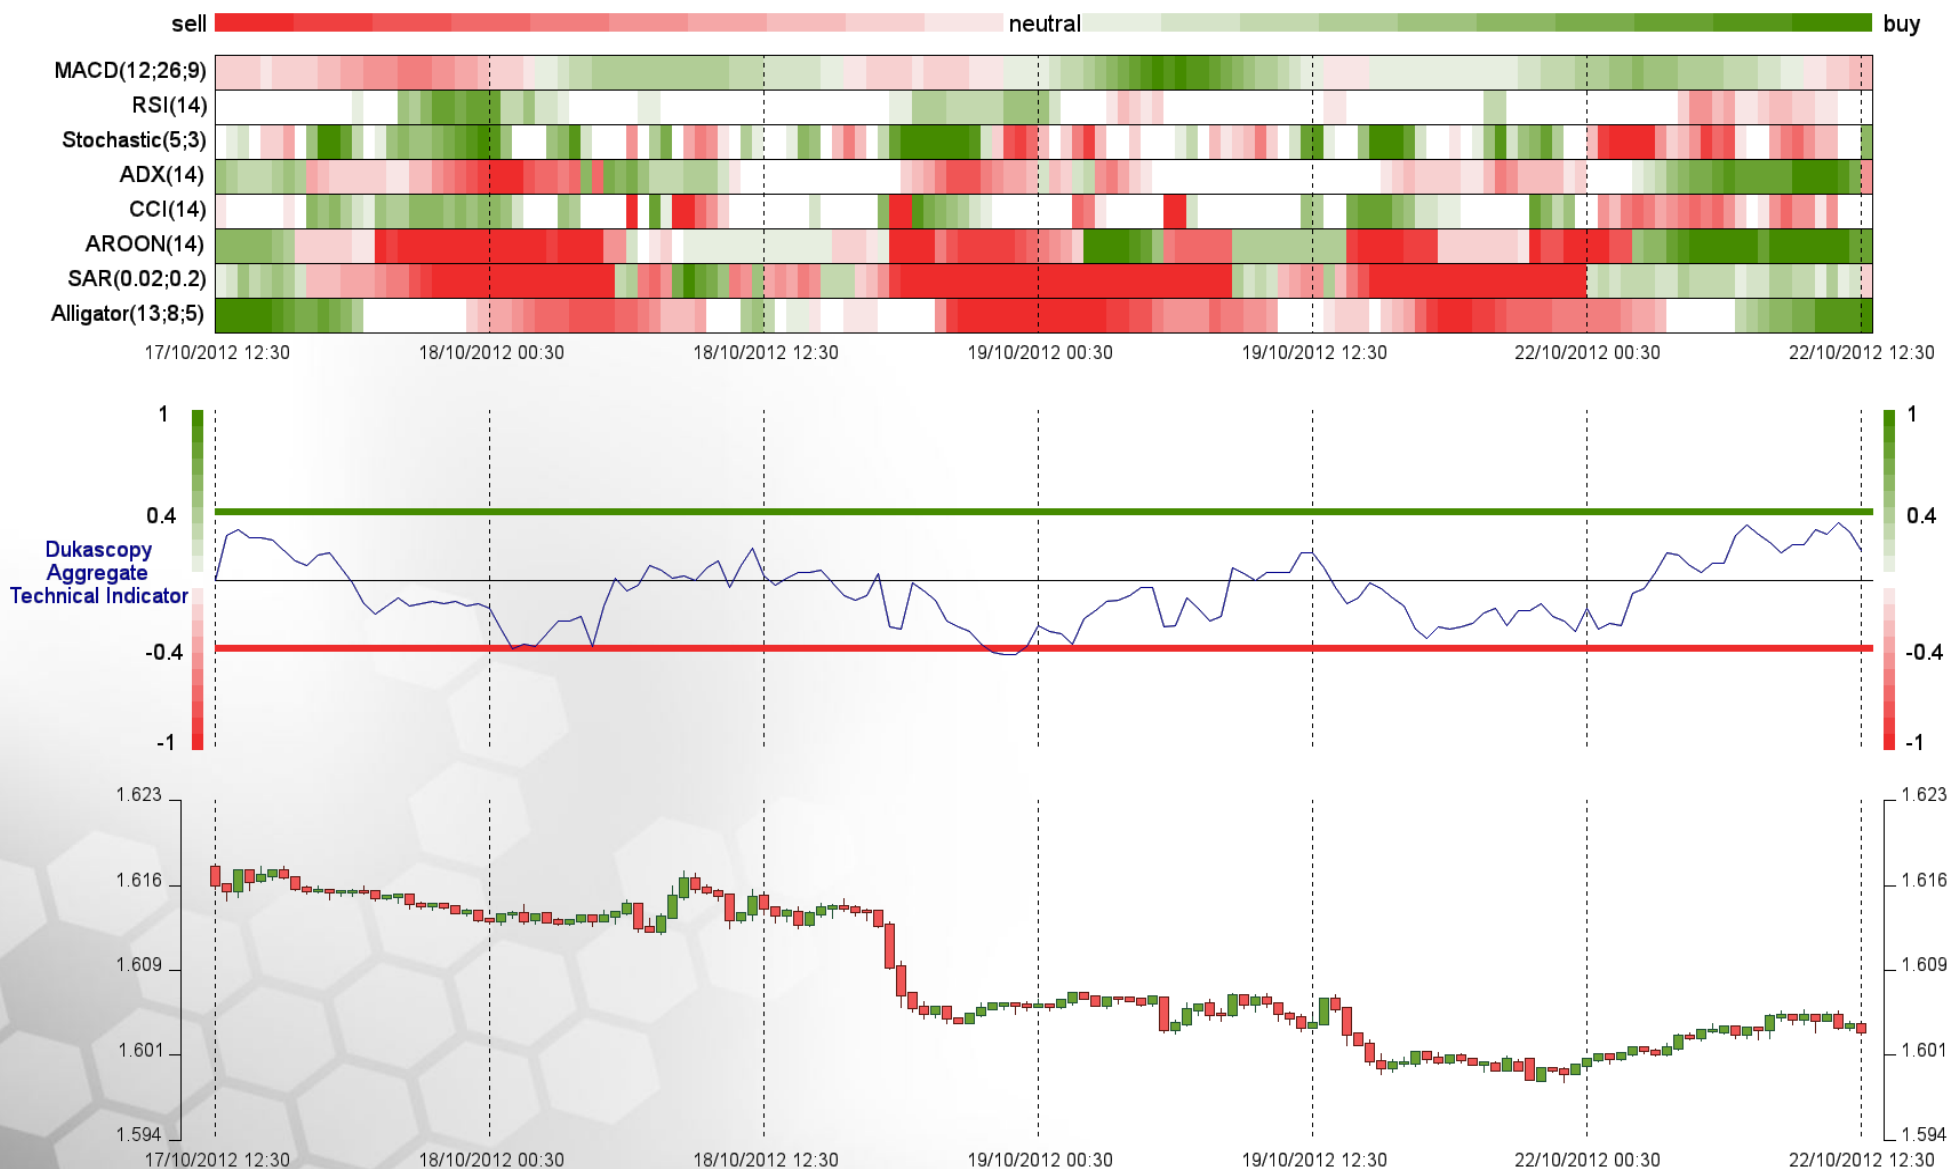 sell neutral buy
MACD(12;26;9)
RSI(14)
Stochastic(5;3)
ADX(14)
CCI(14)
AROON(14)
SAR(0.02;0.2)
Alligator(13;8;5)
17/10/2012 12:30 18/10/2012 00:30 18/10/2012 12:30 19/10/2012 00:30 19/10/2012 12:30 22/10/2012 00:30 22/10/2012 12:30
1 1
0.4 0.4
Dukascopy
Aggregate
Technical Indicator
-0.4 -0.4
-1 -1
1.623 1.623
1.616 1.616
1.609 1.609
1.601 1.601
1.594 1.594
17/10/2012 12:30 18/10/2012 00:30 18/10/2012 12:30 19/10/2012 00:30 19/10/2012 12:30 22/10/2012 00:30 22/10/2012 12:30